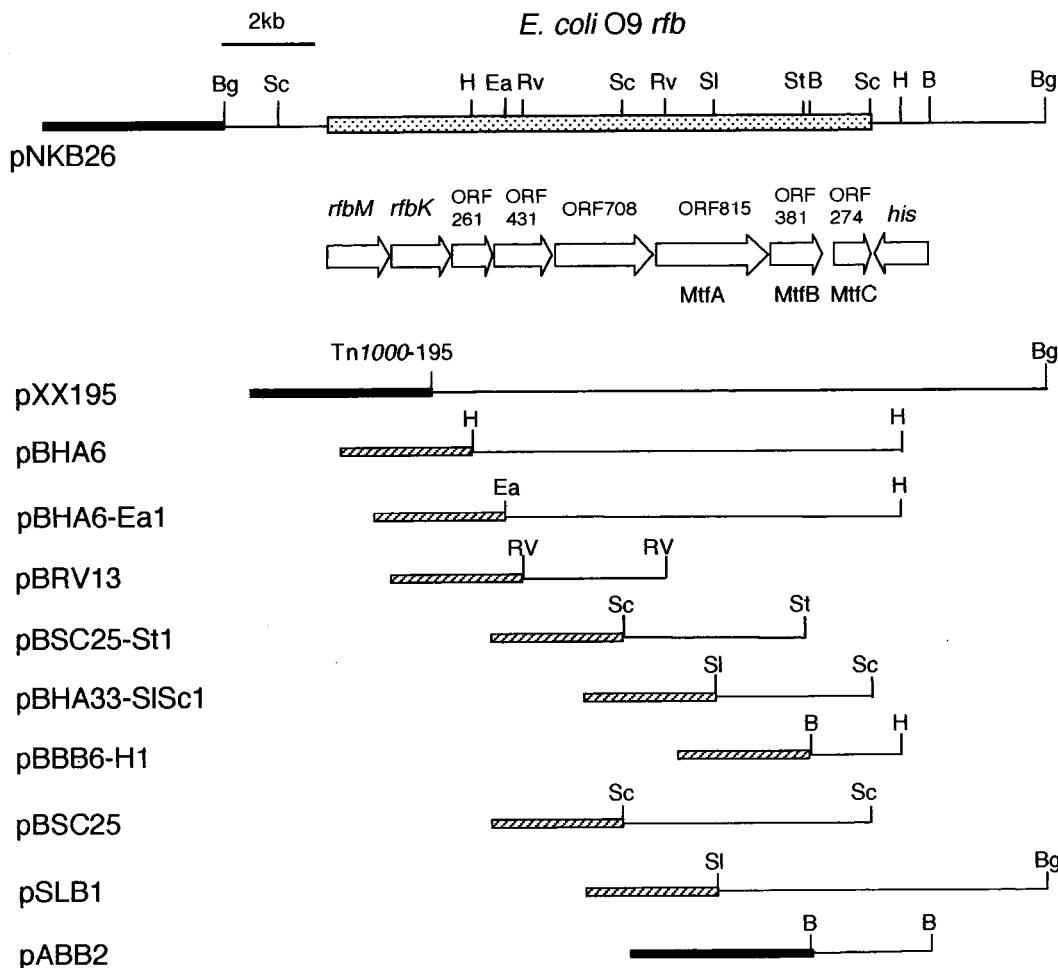 2kb
E. coli O9 rfb
Bg Sc H Ea Rv Sc Rv Sl St B Sc H B Bg
pNKB26
rfbM rfbK ORF 261 ORF 431 ORF708 ORF815 ORF 381 ORF 274 his
MtfA MtfB MtfC
Tn1000-195 Bg
pXX195
H H
pBHA6
Ea H
pBHA6-Ea1
RV RV
pBRV13
Sc St
pBSC25-St1
Sl Sc
pBHA33-SlSc1
B H
pBBB6-H1
Sc Sc
pBSC25
Sl Bg
pSLB1
B B
pABB2